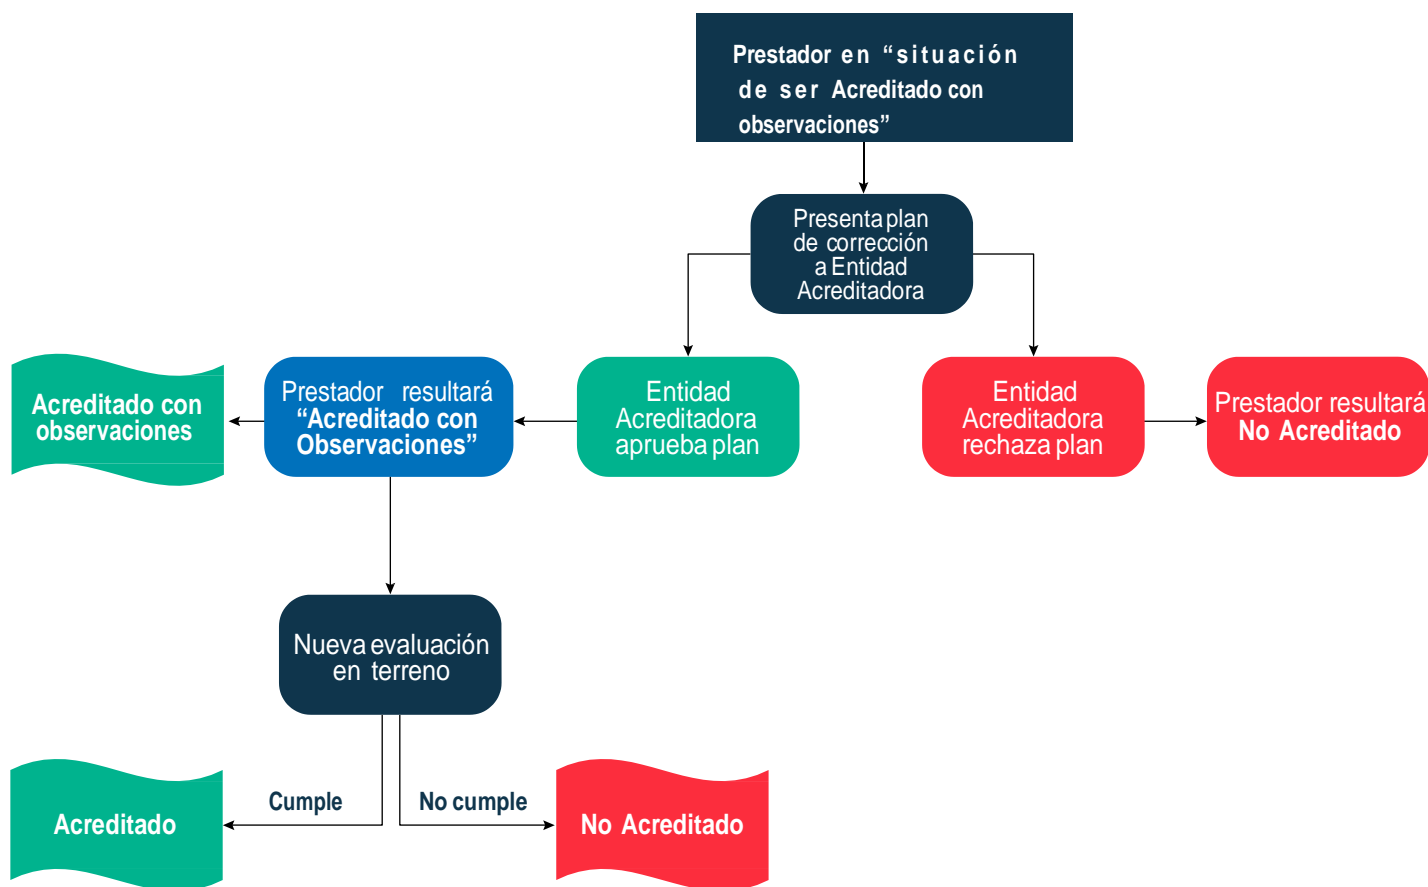 Prestador en “situación
de ser Acreditado con
observaciones”
Presenta plan
de corrección
a Entidad
Acreditadora
Acreditado con
observaciones
Prestador resultará
“Acreditado con
Observaciones”
Entidad
Acreditadora
aprueba plan
Entidad
Acreditadora
rechaza plan
Prestador resultará
No Acreditado
Nueva evaluación
en terreno
Cumple
No cumple
Acreditado
No Acreditado